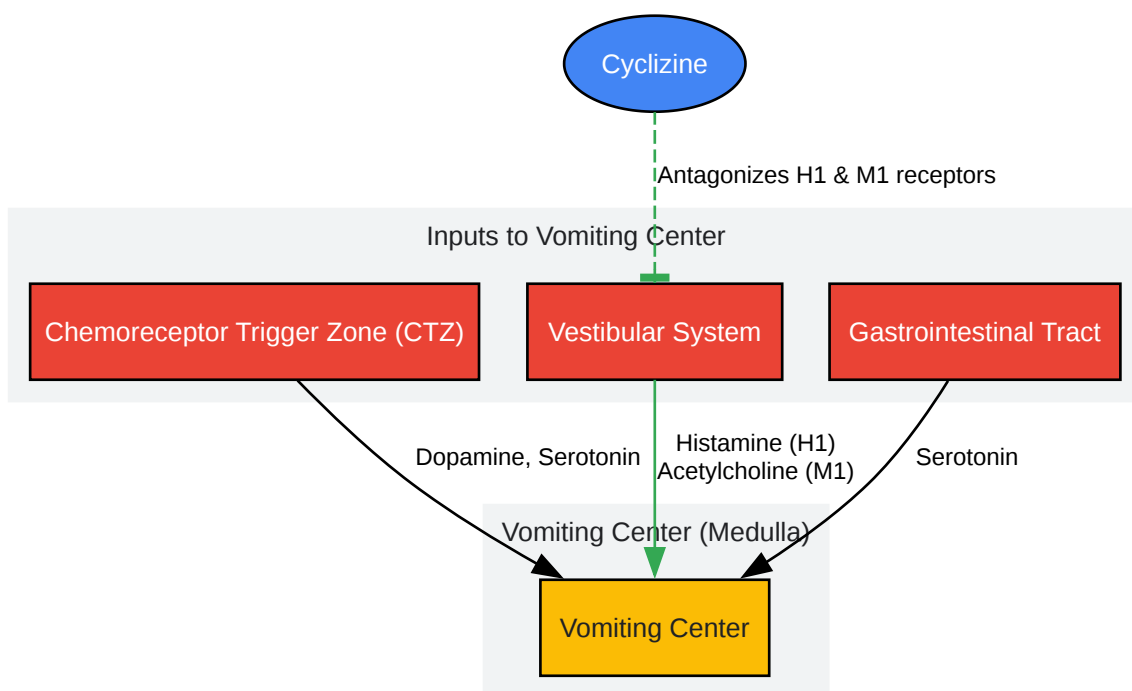 Cyclizine
Antagonizes H1 & M1 receptors
Inputs to Vomiting Center
Chemoreceptor Trigger Zone (CTZ)
Vestibular System
Gastrointestinal Tract
Dopamine, Serotonin
Histamine (H1)
Acetylcholine (M1)
Serotonin
Vomiting Center (Medulla)
Vomiting Center